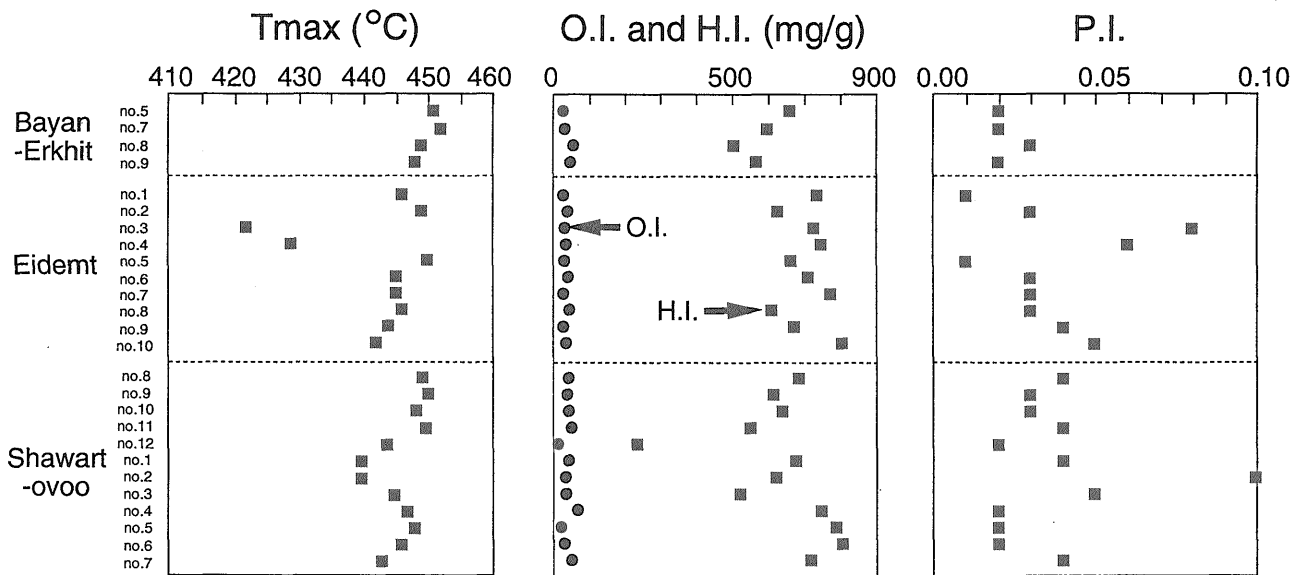 Tmax (°C)
O.I. and H.I. (mg/g)
P.I.
410 420 430 440 450 460
0 500 900
0.00 0.05 0.10
Bayan
-Erkhit
no.5
no.7
no.8
no.9
Eidemt
no.1
no.2
no.3
no.4
no.5
no.6
no.7
no.8
no.9
no.10
O.I.
H.I.
Shawart
-ovoo
no.8
no.9
no.10
no.11
no.12
no.1
no.2
no.3
no.4
no.5
no.6
no.7